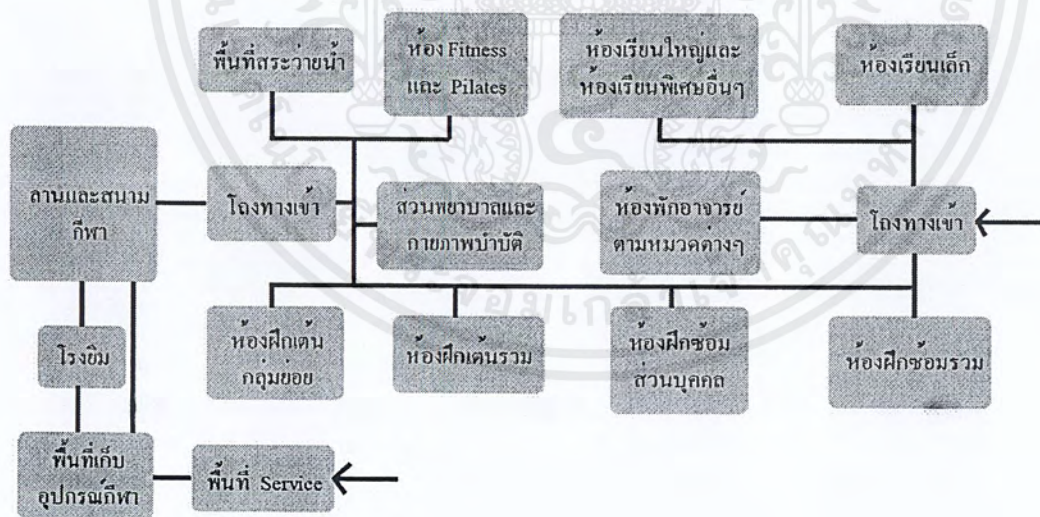 พื้นที่สระว่ายน้ำ
ห้อง Fitness
และ Pilates
ห้องเรียนใหญ่และ
ห้องเรียนพิเศษอื่นๆ
ห้องเรียนเล็ก
ลานและสนาม
กีฬา
โถงทางเข้า
ส่วนพยาบาลและ
กายภาพบำบัติ
ห้องพักอาจารย์
ตามหมวดต่างๆ
โถงทางเข้า
โรงยิม
ห้องฝึกเต้น
กลุ่มย่อย
ห้องฝึกเต้นรวม
ห้องฝึกซ้อม
ส่วนบุคคล
ห้องฝึกซ้อมรวม
พื้นที่เก็บ
อุปกรณ์กีฬา
พื้นที่ Service